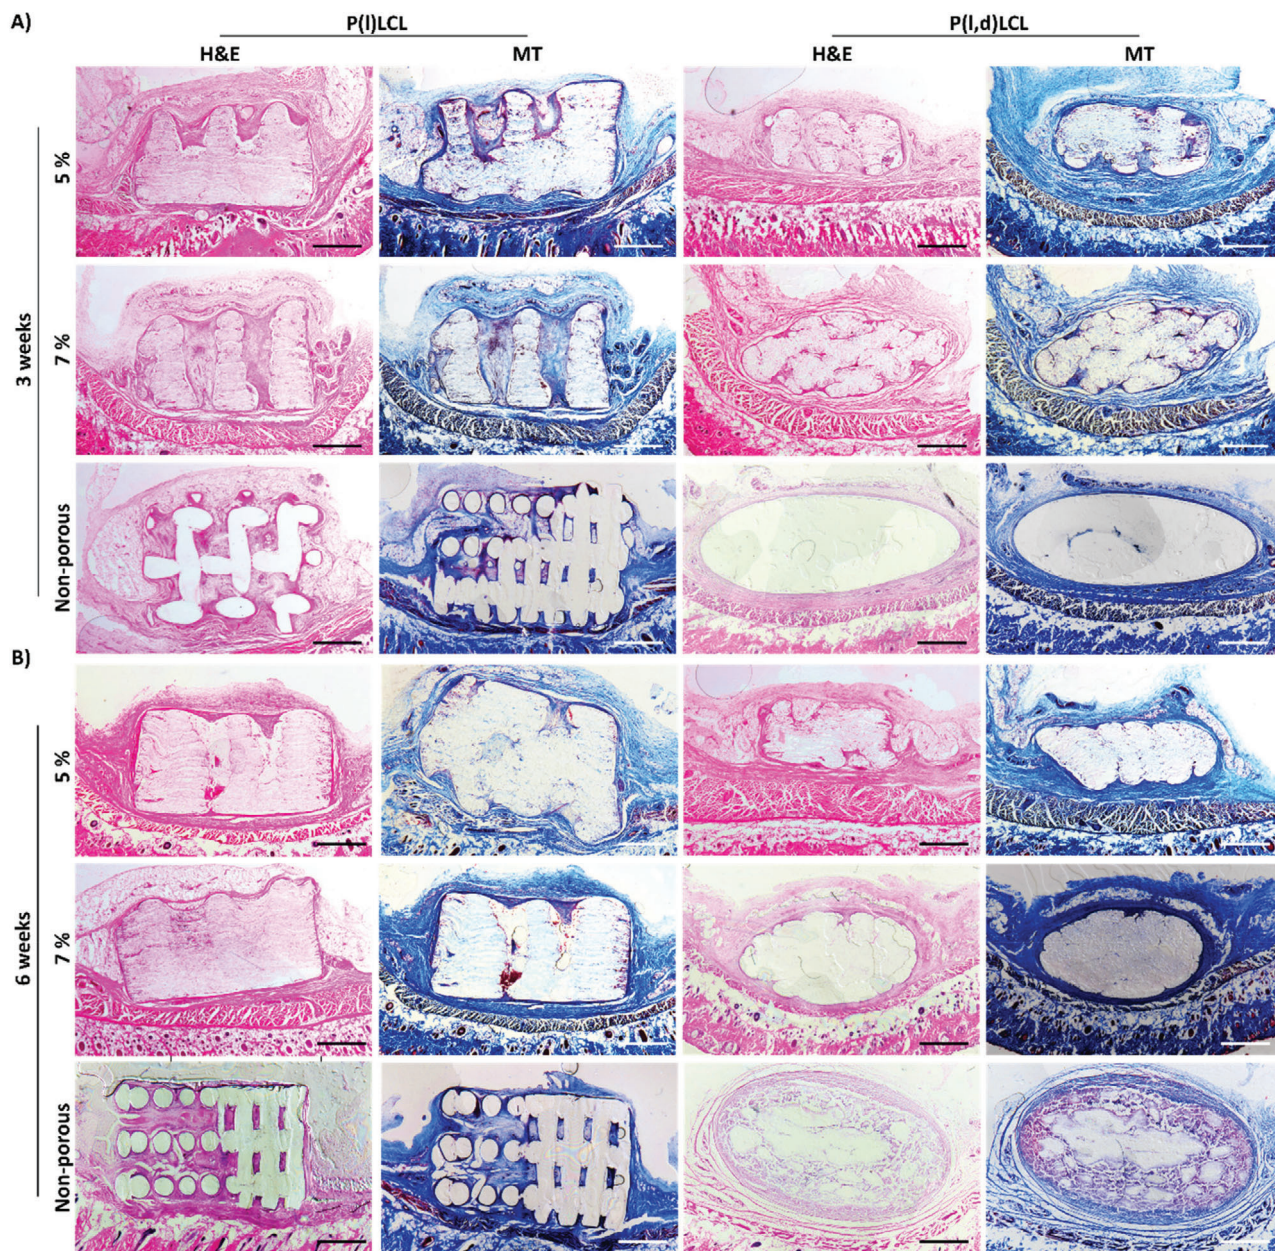 A)
P(l)LCL
P(l,d)LCL
H&E
MT
H&E
MT
3 weeks
5 %
7 %
Non-porous
B)
6 weeks
5 %
7 %
Non-porous